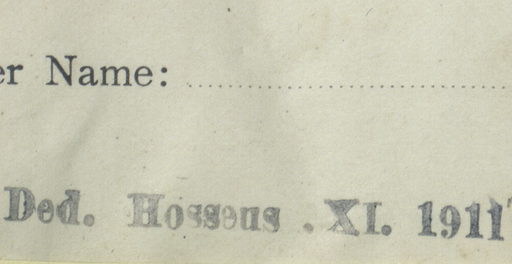 er Name:
Ded. Hosseus . XI. 1911